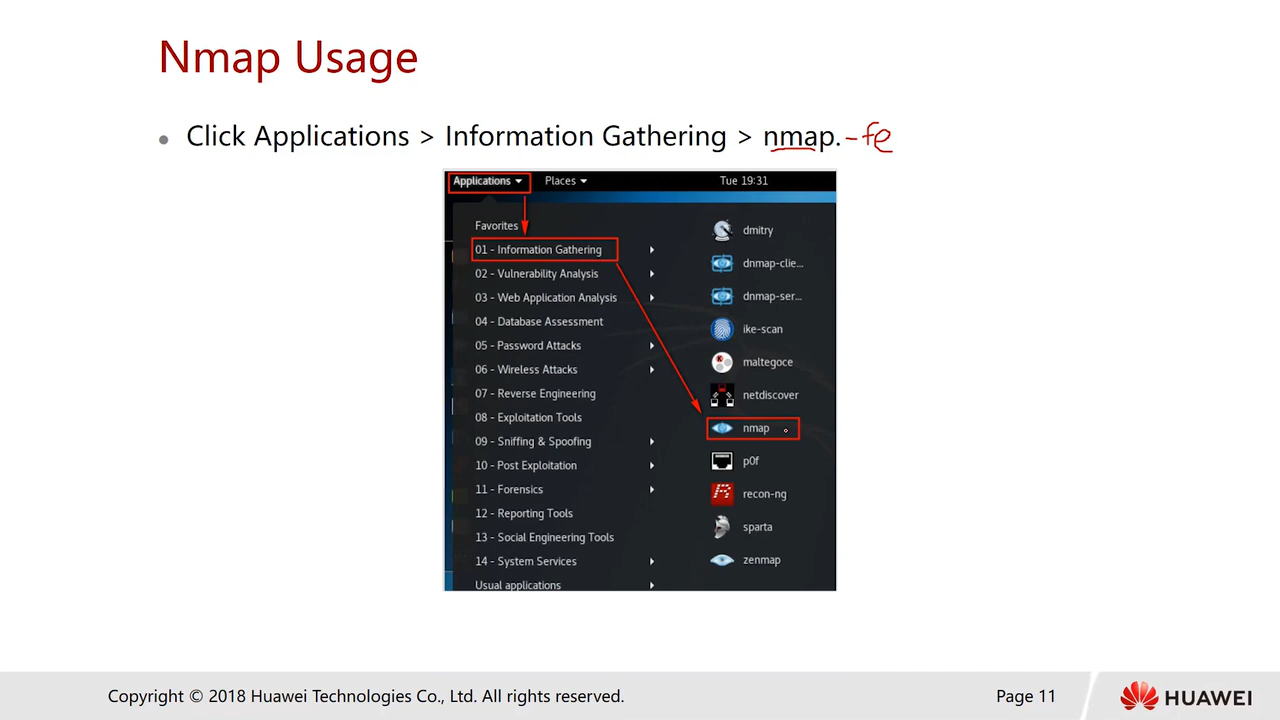 Nmap Usage
Click Applications > Information Gathering > nmap. -fe
Applications Places Tue 19:31
Favorites
01 - Information Gathering
02 - Vulnerability Analysis
03 - Web Application Analysis
04 - Database Assessment
05 - Password Attacks
06 - Wireless Attacks
07 - Reverse Engineering
08 - Exploitation Tools
09 - Sniffing & Spoofing
10 - Post Exploitation
11 - Forensics
12 - Reporting Tools
13 - Social Engineering Tools
14 - System Services
Usual applications
dmitry
dnmap-clie...
dnmap-ser...
ike-scan
maltegoce
netdiscover
nmap
p0f
recon-ng
sparta
zenmap
Copyright © 2018 Huawei Technologies Co., Ltd. All rights reserved.
Page 11
HUAWEI